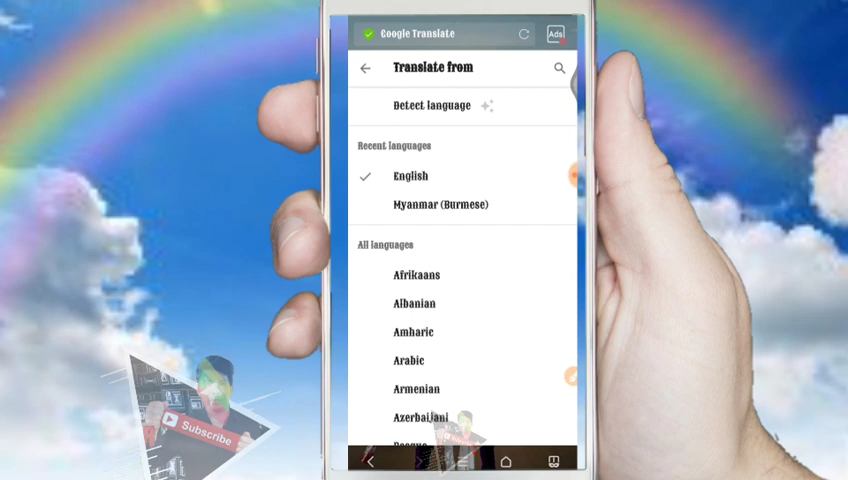 Google Translate
Ads
Translate from
Detect language
Recent languages
English
Myanmar (Burmese)
All languages
Afrikaans
Albanian
Amharic
Arabic
Armenian
Azerbaijani
Subscribe
Subscribe